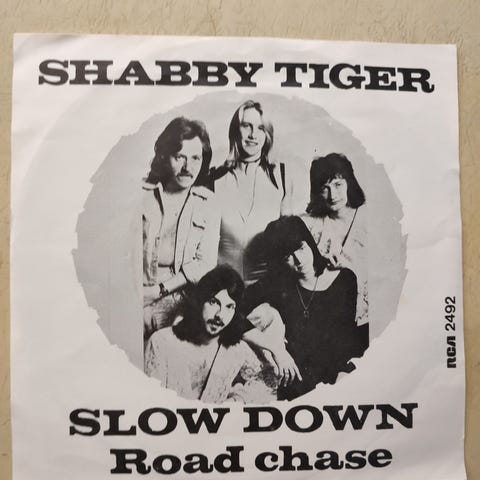 SHABBY TIGER
RCA 2492
SLOW DOWN
Road chase